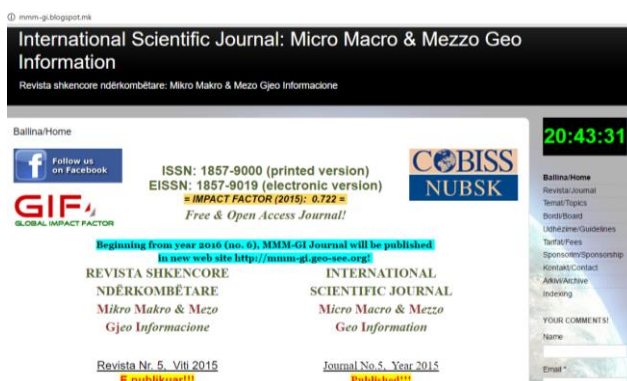 mmm-gi.blogspot.mk
International Scientific Journal: Micro Macro & Mezzo Geo
Information
Revista shkencore ndërkombëtare: Mikro Makro & Mezo Gjeo Informacione
Ballina/Home
Follow us
on Facebook
GIF
GLOBAL IMPACT FACTOR
ISSN: 1857-9000 (printed version)
EISSN: 1857-9019 (electronic version)
= IMPACT FACTOR (2015): 0.722 =
Free & Open Access Journal!
COBISS
NUBSK
Beginning from year 2016 (no. 6), MMM-GI Journal will be published
in new web site http://mmm-gi.geo-see.org!
REVISTA SHKENCORE
NDËRKOMBËTARE
Mikro Makro & Mezo
Gjeo Informacione
INTERNATIONAL
SCIENTIFIC JOURNAL
Micro Macro & Mezzo
Geo Information
Revista Nr. 5, Viti 2015
E publikuar!!!
Journal No.5, Year 2015
Published!!!
20:43:31
Ballina/Home
Revista/Journal
Temat/Topics
Bordi/Board
Udhëzime/Guidelines
Tarifat/Fees
Sponsorim/Sponsorship
Kontakt/Contact
Arkivi/Archive
Indexing
YOUR COMMENTS!
Name
Email *